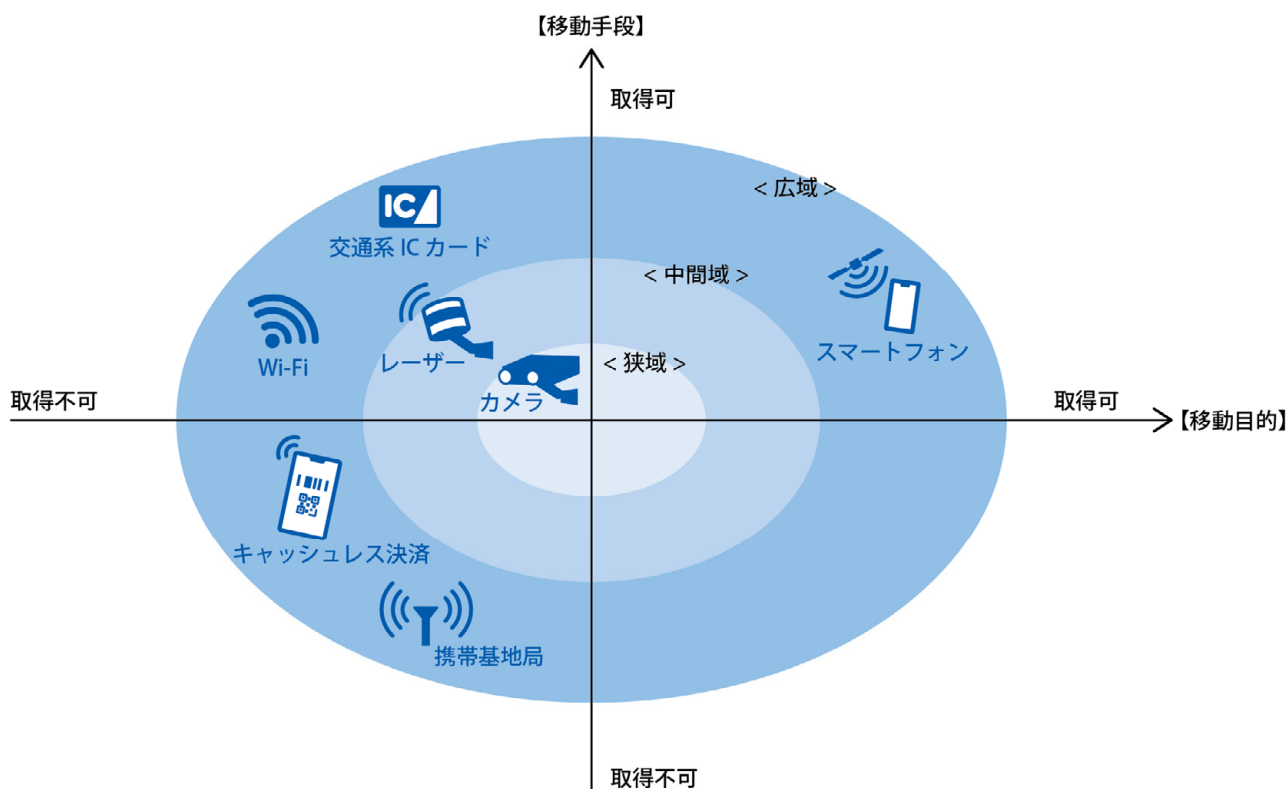 【移動手段】
取得可
< 広域 >
IC
交通系 IC カード
< 中間域 >
Wi-Fi
レーザー
スマートフォン
< 狭域 >
カメラ
取得不可
取得可
【移動目的】
キャッシュレス決済
携帯基地局
取得不可